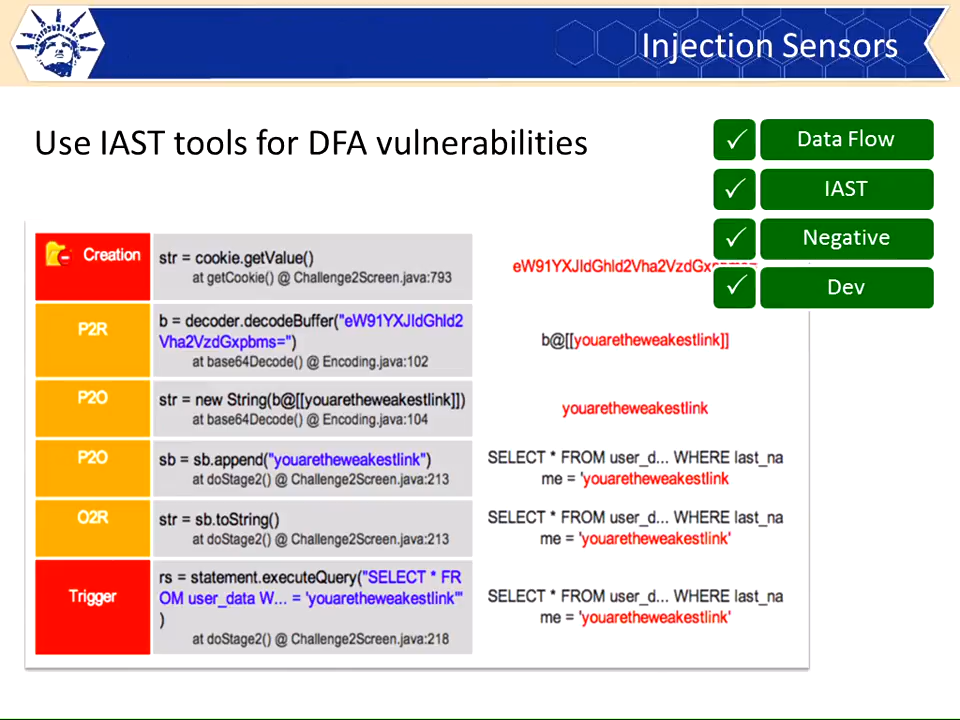 Injection Sensors
Use IAST tools for DFA vulnerabilities
✓ Data Flow
✓ IAST
✓ Negative
✓ Dev
Creation
str = cookie.getValue()
at getCookie() @ Challenge2Screen.java:793
P2R
b = decoder.decodeBuffer("eW91YXJldGhld2
Vha2VzdGxpbms=")
at base64Decode() @ Encoding.java:102
b@[[youaretheweakestlink]]
P2O
str = new String(b@[[youaretheweakestlink]])
at base64Decode() @ Encoding.java:104
youaretheweakestlink
P2O
sb = sb.append("youaretheweakestlink")
at doStage2() @ Challenge2Screen.java:213
SELECT * FROM user_d... WHERE last_na
me = 'youaretheweakestlink
O2R
str = sb.toString()
at doStage2() @ Challenge2Screen.java:213
SELECT * FROM user_d... WHERE last_na
me = 'youaretheweakestlink'
Trigger
rs = statement.executeQuery("SELECT * FR
OM user_data W... = 'youaretheweakestlink'"
)
at doStage2() @ Challenge2Screen.java:218
SELECT * FROM user_d... WHERE last_na
me = 'youaretheweakestlink'